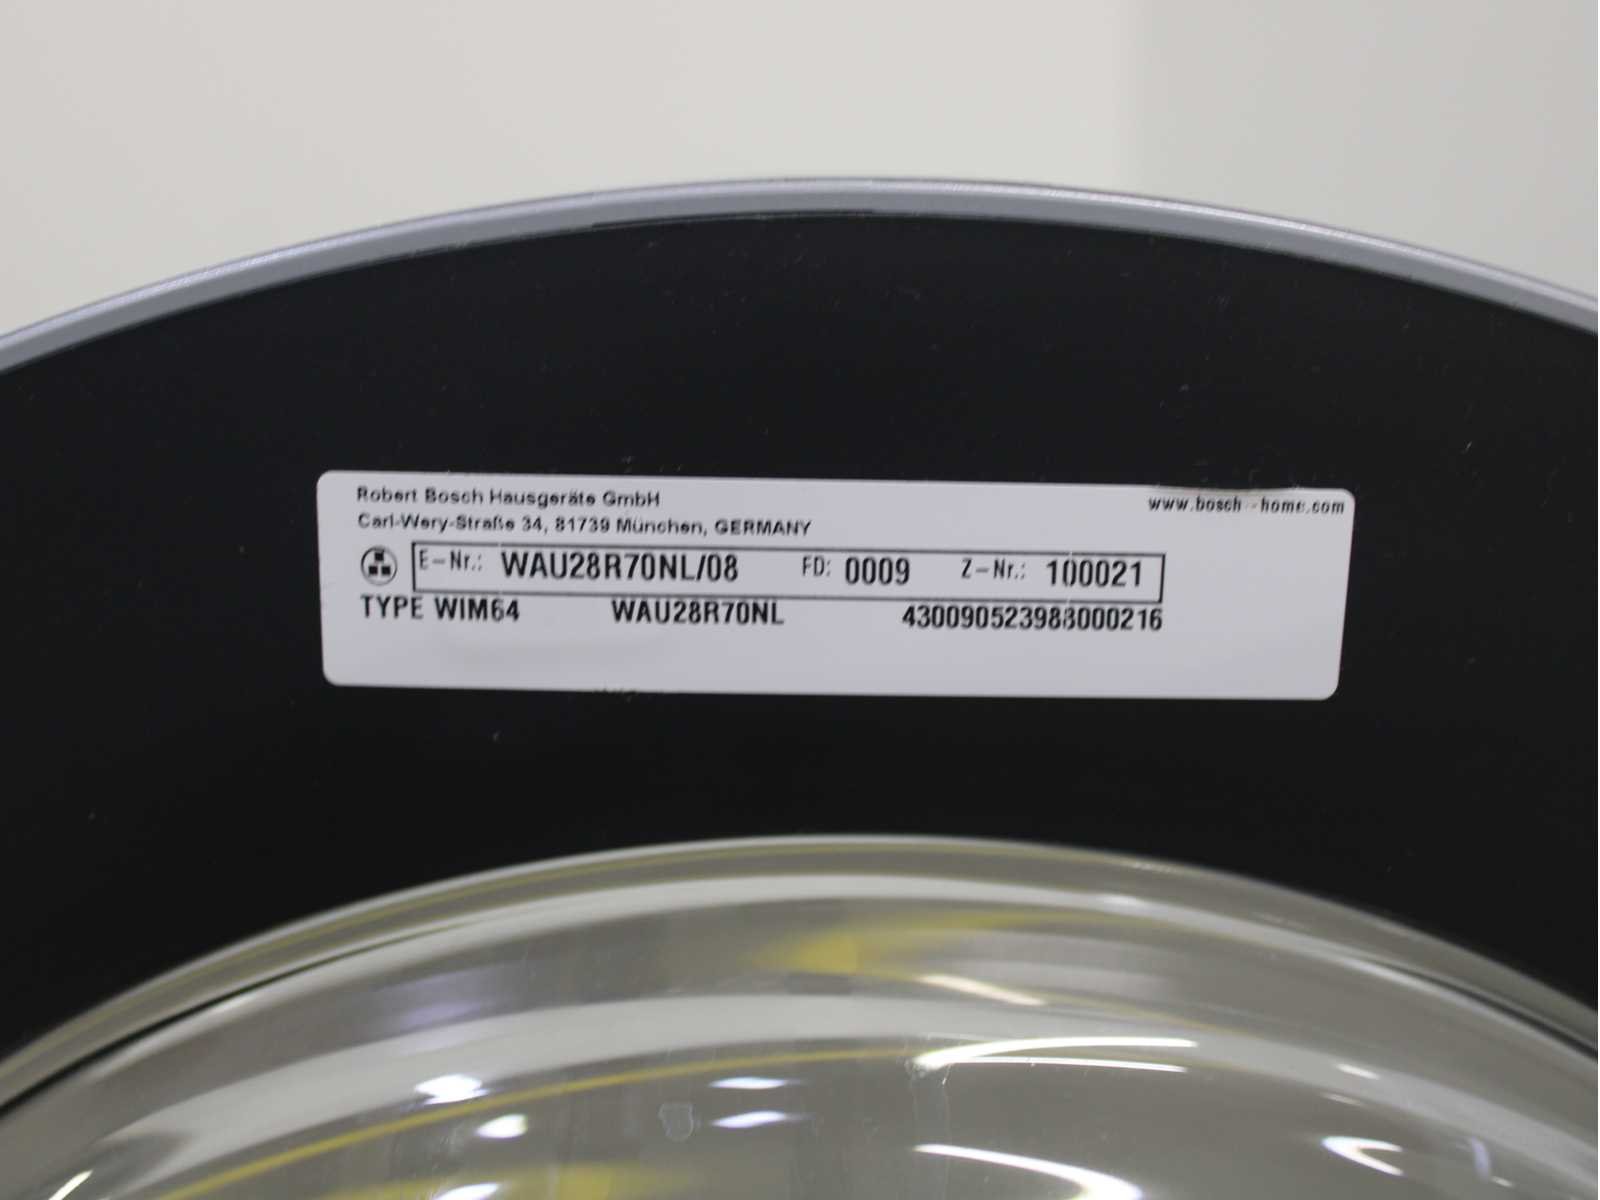 Robert Bosch Hausgeräte GmbH
www.bosch-home.com
Carl-Wery-Straße 34, 81739 München, GERMANY
E-Nr.: WAU28R70NL/08 FD: 0009 Z-Nr.: 100021
TYPE WIM64 WAU28R70NL 430090523988000216